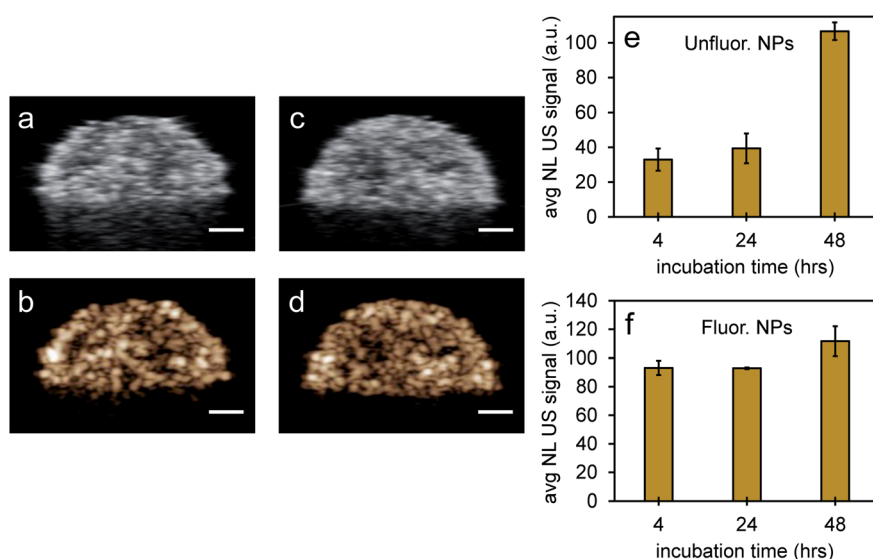 a
c
b
d
e
Unfluor. NPs
avg NL US signal (a.u.)
100
80
60
40
20
0
4 24 48
incubation time (hrs)
f
Fluor. NPs
avg NL US signal (a.u.)
140
120
100
80
60
40
20
0
4 24 48
incubation time (hrs)